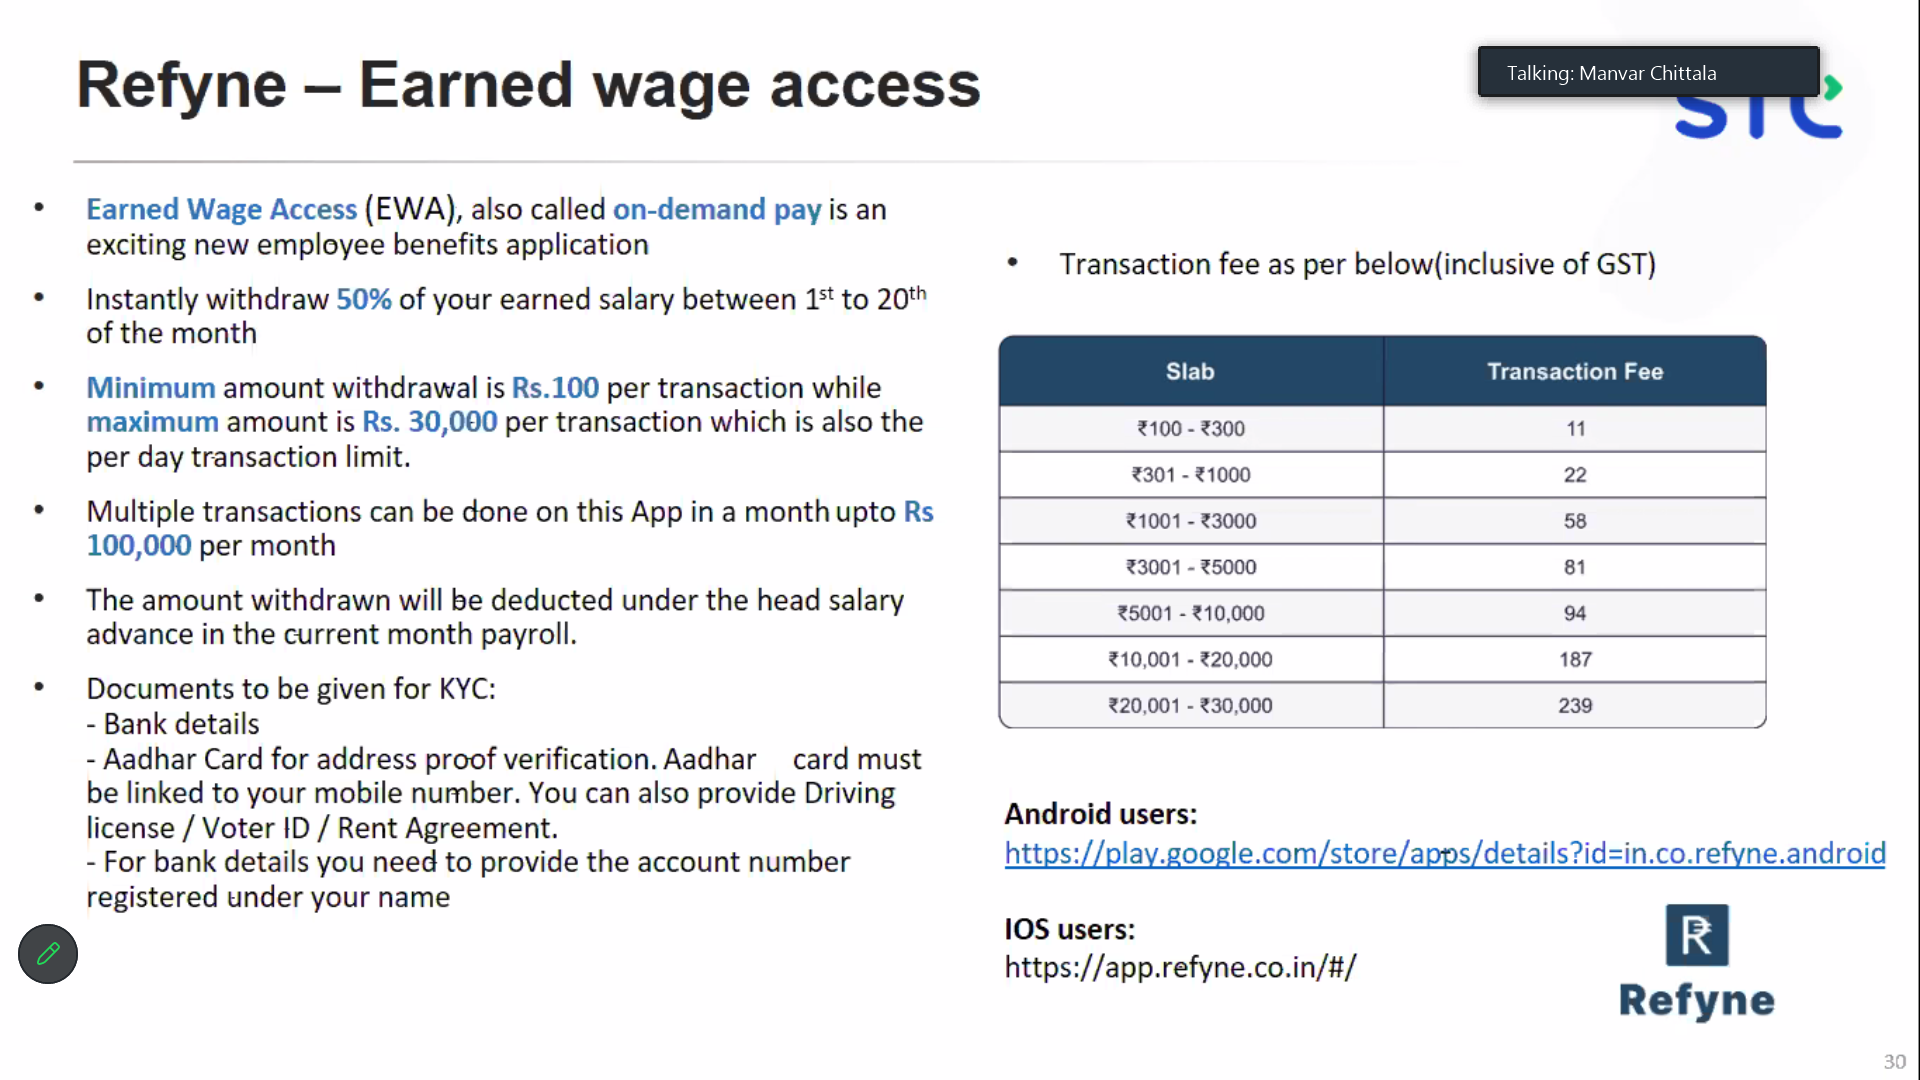 Refyne – Earned wage access
Talking: Manvar Chittala
• Earned Wage Access (EWA), also called on-demand pay is an
exciting new employee benefits application
• Instantly withdraw 50% of your earned salary between 1st to 20th
of the month
• Minimum amount withdrawal is Rs.100 per transaction while
maximum amount is Rs. 30,000 per transaction which is also the
per day transaction limit.
• Multiple transactions can be done on this App in a month upto Rs
100,000 per month
• The amount withdrawn will be deducted under the head salary
advance in the current month payroll.
• Documents to be given for KYC:
- Bank details
- Aadhar Card for address proof verification. Aadhar card must
be linked to your mobile number. You can also provide Driving
license / Voter ID / Rent Agreement.
- For bank details you need to provide the account number
registered under your name
• Transaction fee as per below(inclusive of GST)
Slab Transaction Fee
₹100 - ₹300 11
₹301 - ₹1000 22
₹1001 - ₹3000 58
₹3001 - ₹5000 81
₹5001 - ₹10,000 94
₹10,001 - ₹20,000 187
₹20,001 - ₹30,000 239
Android users:
https://play.google.com/store/apps/details?id=in.co.refyne.android
IOS users:
https://app.refyne.co.in/#/
R
Refyne
30